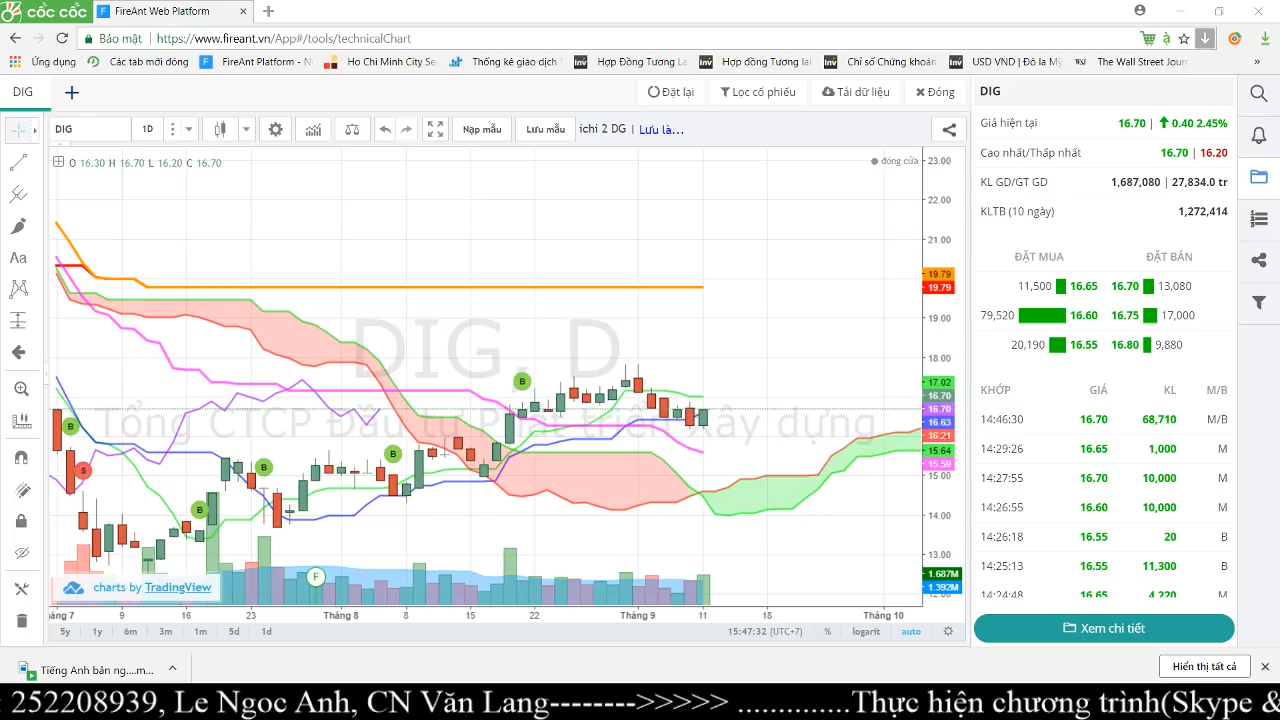 cốc cốc FireAnt Web Platform
Bảo mật https://www.fireant.vn/App#/tools/technicalChart
Ứng dụng Các tab mới đóng FireAnt Platform - Ho Chi Minh City Se Thống kê giao dịch Hợp Đồng Tương La Hợp đồng Tương lai Chỉ số Chứng khoán USD VND | Đô la Mỹ The Wall Street Jour
DIG Đặt lại Lọc cổ phiếu Tải dữ liệu Đóng
DIG 1D Nạp mẫu Lưu mẫu ichi 2 DG | Lưu là...
O 16.30 H 16.70 L 16.20 C 16.70 đóng cửa
DIG, D
Tổng CTCP Đầu tư Phát triển Xây dựng
B S B B B B F
23.00
22.00
21.00
19.79
19.79
19.00
18.00
17.02
16.70
16.70
16.63
16.21
15.64
15.59
15.00
14.00
13.00
1.687M
1.392M
charts by TradingView
9 16 23 Tháng 8 8 15 22 Tháng 9 11 18 Tháng 10
5y 1y 6m 3m 1m 5d 1d 15:47:32 (UTC+7) % logarit auto
DIG
Giá hiện tại 16.70 | 0.40 2.45%
Cao nhất/Thấp nhất 16.70 | 16.20
KL GD/GT GD 1,687,080 | 27,834.0 tr
KLTB (10 ngày) 1,272,414
ĐẶT MUA ĐẶT BÁN
11,500 16.65 16.70 13,080
79,520 16.60 16.75 17,000
20,190 16.55 16.80 9,880
KHỚP GIÁ KL M/B
14:46:30 16.70 68,710 M/B
14:29:26 16.65 1,000 M
14:27:55 16.70 10,000 M
14:26:55 16.60 10,000 M
14:26:18 16.55 20 B
14:25:13 16.55 11,300 B
14:24:48 16.65 4,220 M
Xem chi tiết
Tiếng Anh bản ng....m... Hiển thị tất cả
: 252208939, Le Ngoc Anh, CN Văn Lang-------->>>>> ..............Thực hiện chương trình(Skype &